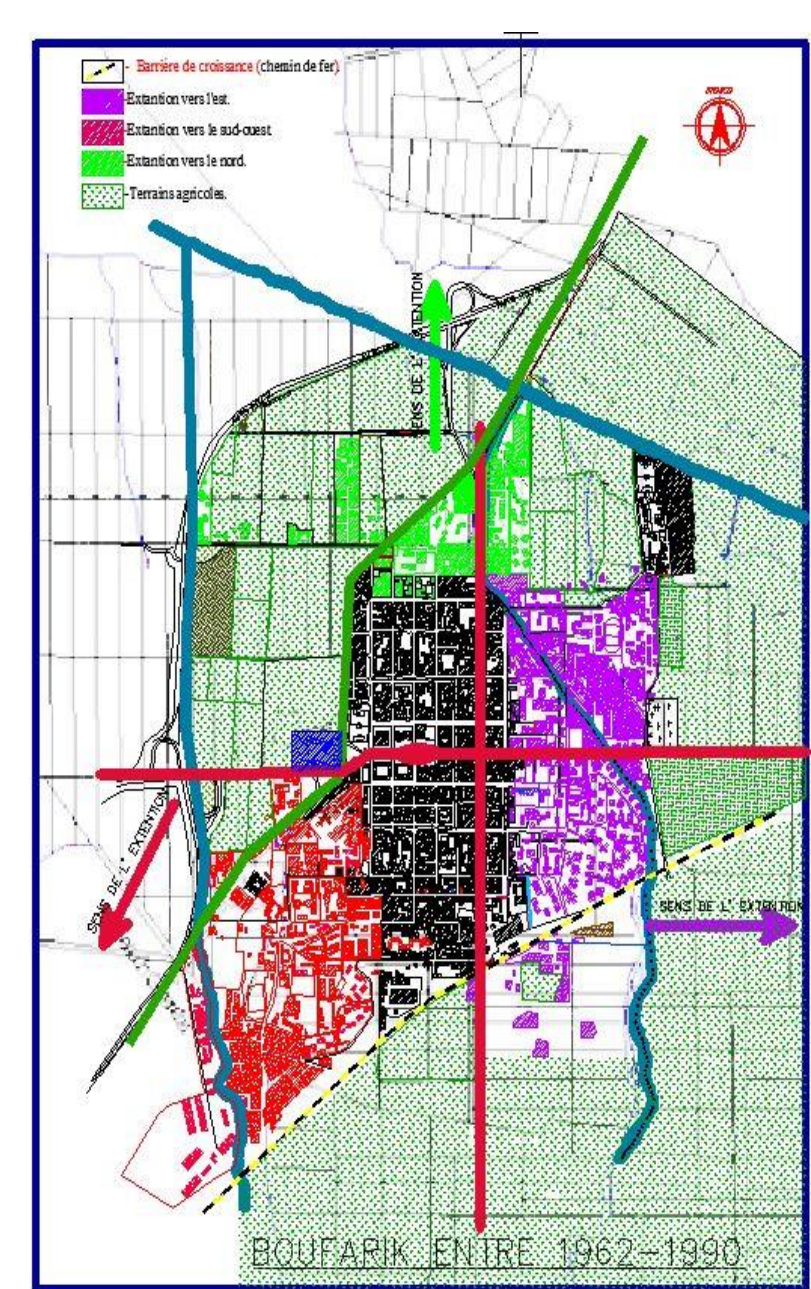 - Barrière de croissance (chemin de fer).
-Extantion vers l'est.
-Extantion vers le sud-ouest.
-Extantion vers le nord.
-Terrains agricoles.
NORD
SENS DE L' EXTENTION
SENS DE L' EXTENTION
SENS DE L' EXTENTION
BOUFARIK ENTRE 1962-1990